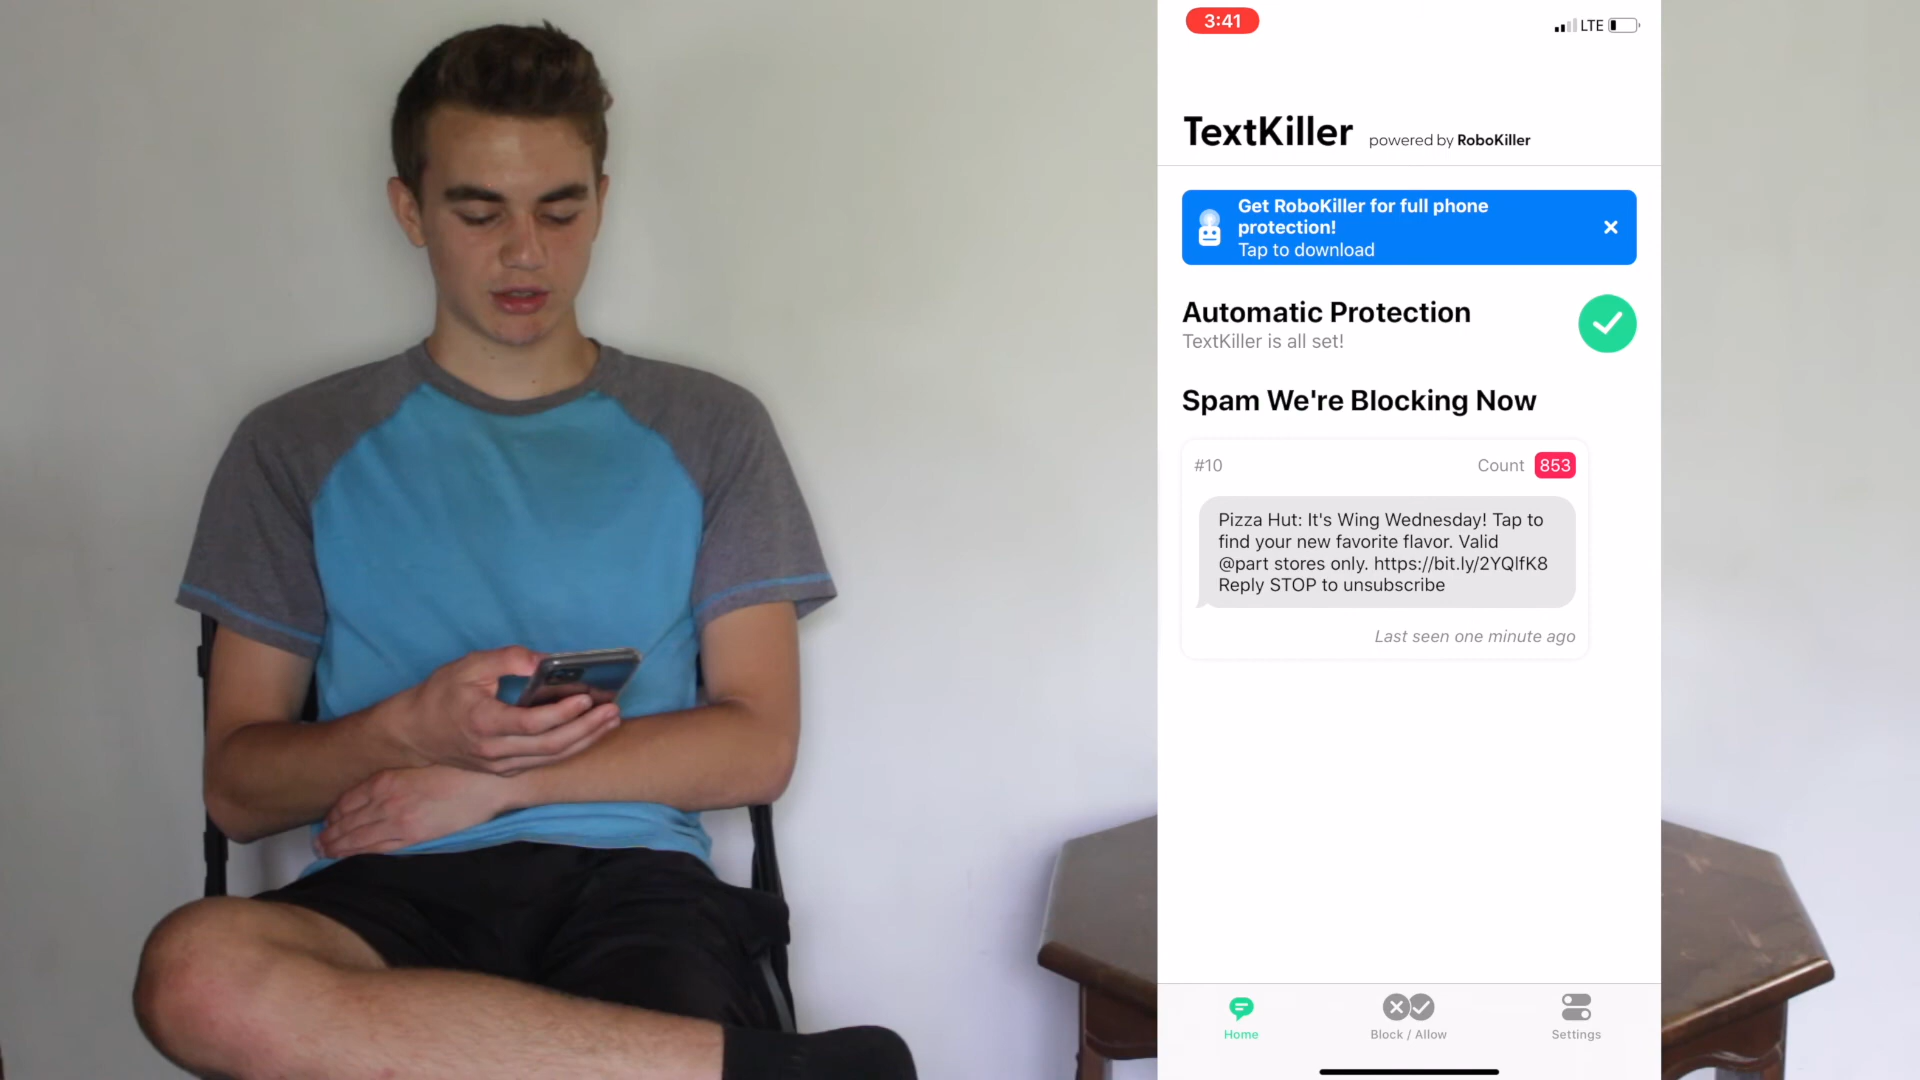 3:41
LTE
TextKiller powered by RoboKiller
Get RoboKiller for full phone
protection!
Tap to download
Automatic Protection
TextKiller is all set!
Spam We're Blocking Now
#10 Count 853
Pizza Hut: It's Wing Wednesday! Tap to
find your new favorite flavor. Valid
@part stores only. https://bit.ly/2YQlfK8
Reply STOP to unsubscribe
Last seen one minute ago
Home
Block / Allow
Settings